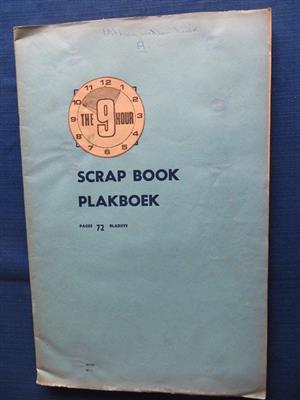 A
THE 9 HOUR
SCRAP BOOK
PLAKBOEK
PAGES 72 BLADSYE